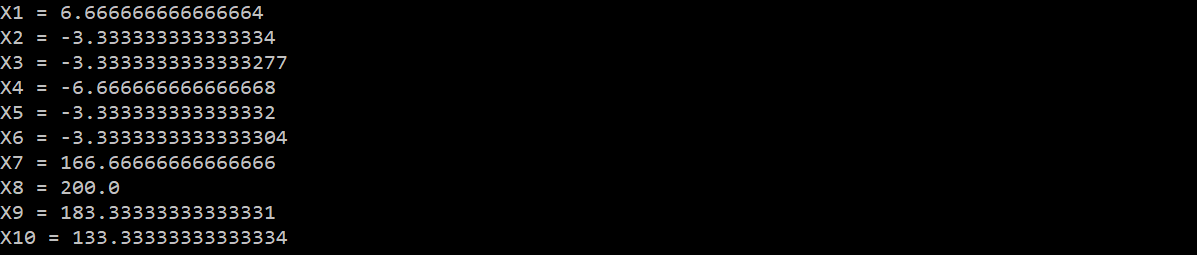 X1 = 6.666666666666664
X2 = -3.333333333333334
X3 = -3.3333333333333277
X4 = -6.666666666666668
X5 = -3.333333333333332
X6 = -3.3333333333333304
X7 = 166.66666666666666
X8 = 200.0
X9 = 183.33333333333331
X10 = 133.33333333333334